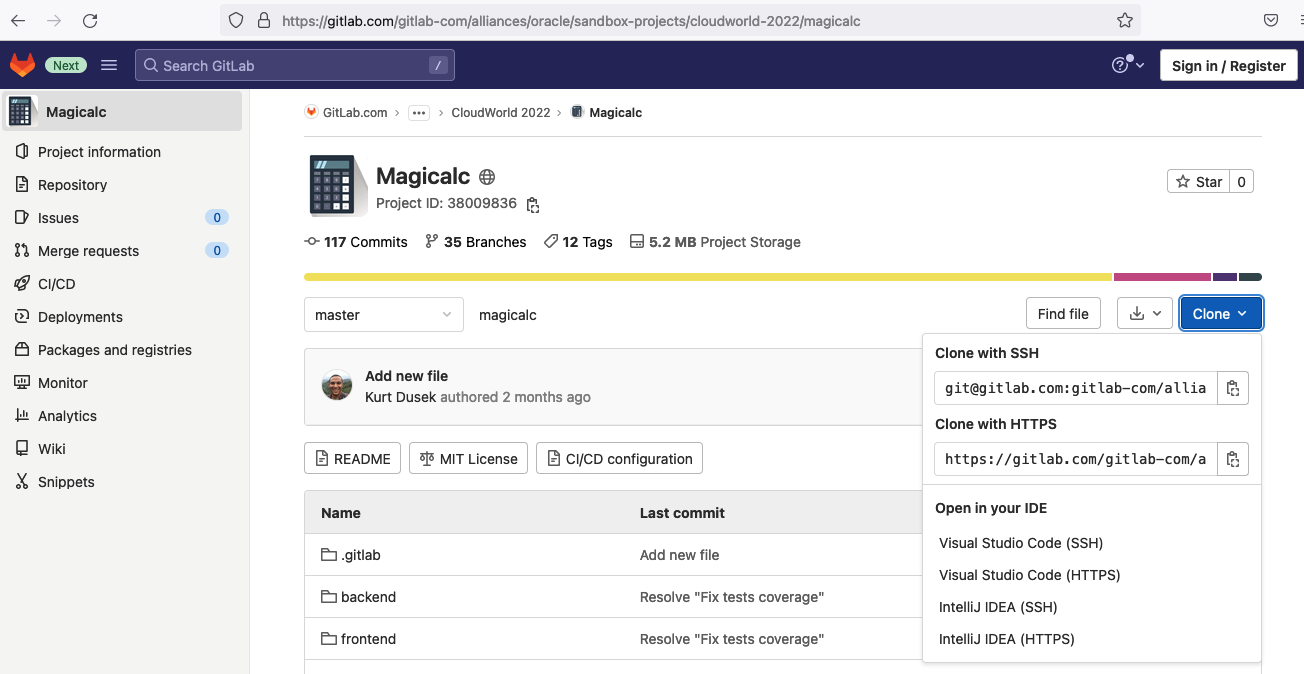 https://gitlab.com/gitlab-com/alliances/oracle/sandbox-projects/cloudworld-2022/magicalc
Next
Search GitLab
/
Sign in / Register
Magicalc
Project information
Repository
Issues 0
Merge requests 0
CI/CD
Deployments
Packages and registries
Monitor
Analytics
Wiki
Snippets
GitLab.com › ... › CloudWorld 2022 › Magicalc
Magicalc
Project ID: 38009836
Star 0
117 Commits 35 Branches 12 Tags 5.2 MB Project Storage
master
magicalc
Find file
Clone
Add new file
Kurt Dusek authored 2 months ago
README
MIT License
CI/CD configuration
Name Last commit
.gitlab Add new file
backend Resolve "Fix tests coverage"
frontend Resolve "Fix tests coverage"
Clone with SSH
git@gitlab.com:gitlab-com/allia
Clone with HTTPS
https://gitlab.com/gitlab-com/a
Open in your IDE
Visual Studio Code (SSH)
Visual Studio Code (HTTPS)
IntelliJ IDEA (SSH)
IntelliJ IDEA (HTTPS)